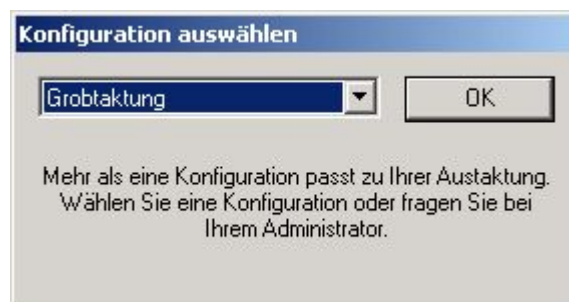 Konfiguration auswählen
Grobtaktung
OK
Mehr als eine Konfiguration passt zu Ihrer Austaktung.
Wählen Sie eine Konfiguration oder fragen Sie bei
Ihrem Administrator.